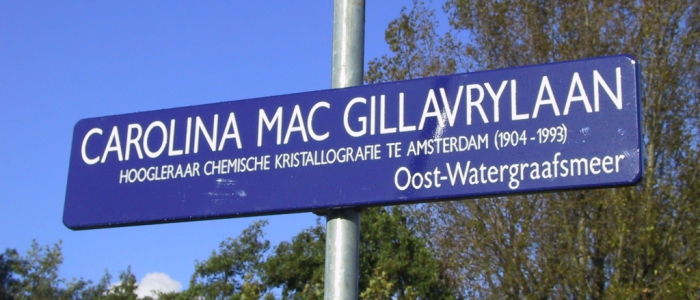 CAROLINA MAC GILLAVRYLAAN
HOOGLERAAR CHEMISCHE KRISTALLOGRAFIE TE AMSTERDAM (1904-1993)
Oost-Watergraafsmeer